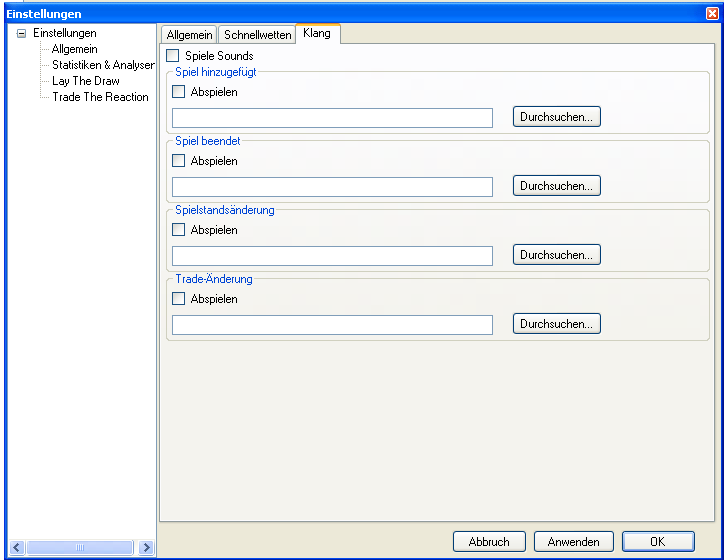 Einstellungen
Einstellungen
Allgemein
Statistiken & Analysen
Lay The Draw
Trade The Reaction
Allgemein Schnellwetten Klang
Spiele Sounds
Spiel hinzugefügt
Abspielen
Durchsuchen...
Spiel beendet
Abspielen
Durchsuchen...
Spielstandsänderung
Abspielen
Durchsuchen...
Trade-Änderung
Abspielen
Durchsuchen...
Abbruch Anwenden OK